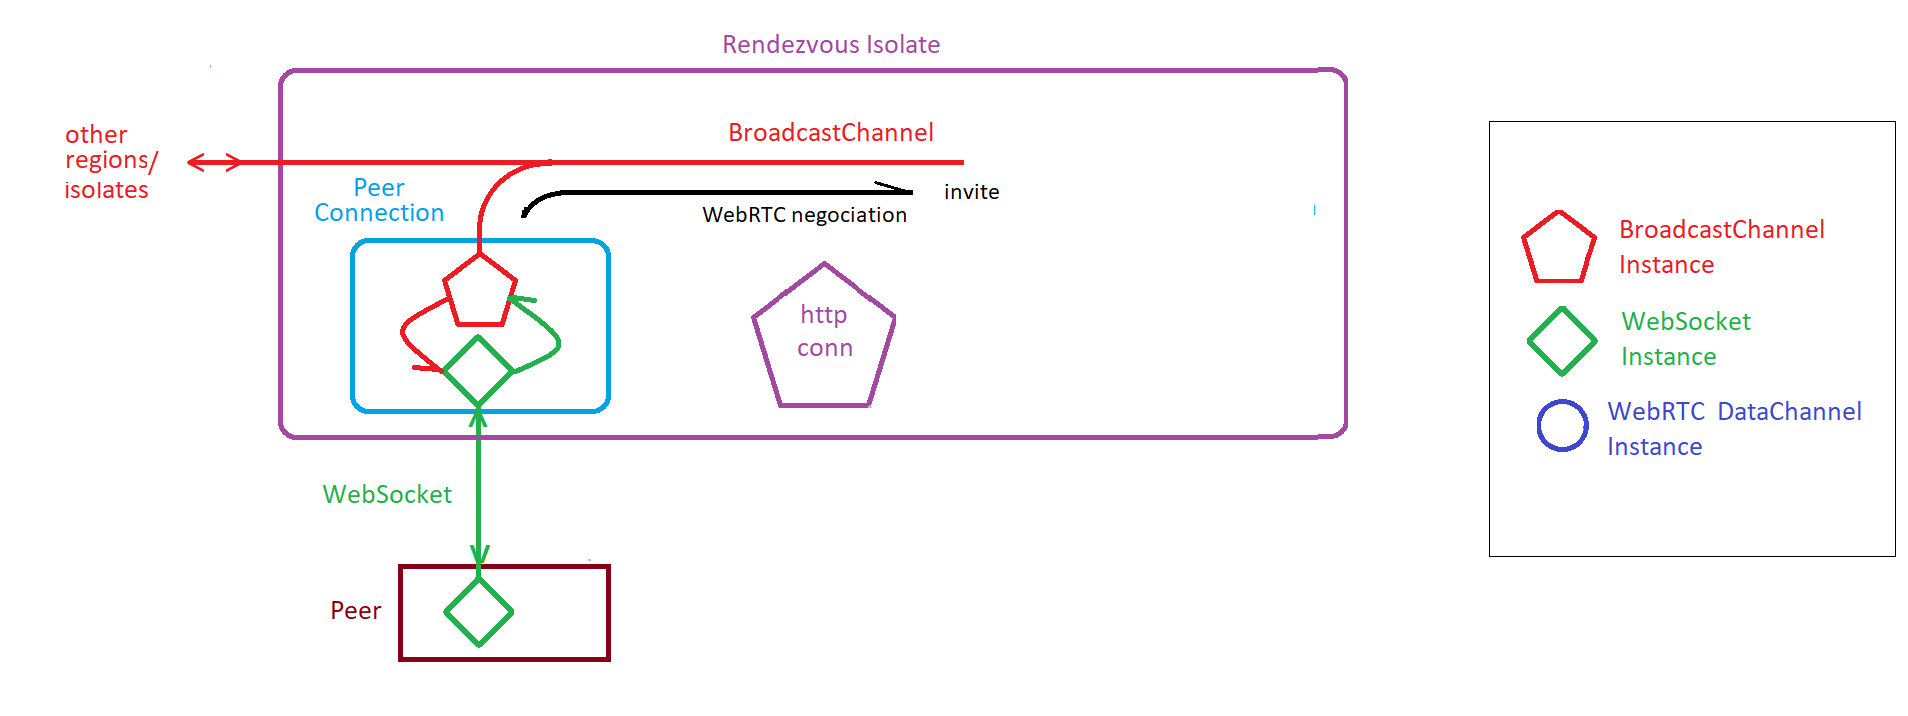 Rendezvous Isolate
other
regions/
isolates
BroadcastChannel
Peer
Connection
invite
WebRTC negociation
http
conn
WebSocket
Peer
BroadcastChannel
Instance
WebSocket
Instance
WebRTC DataChannel
Instance